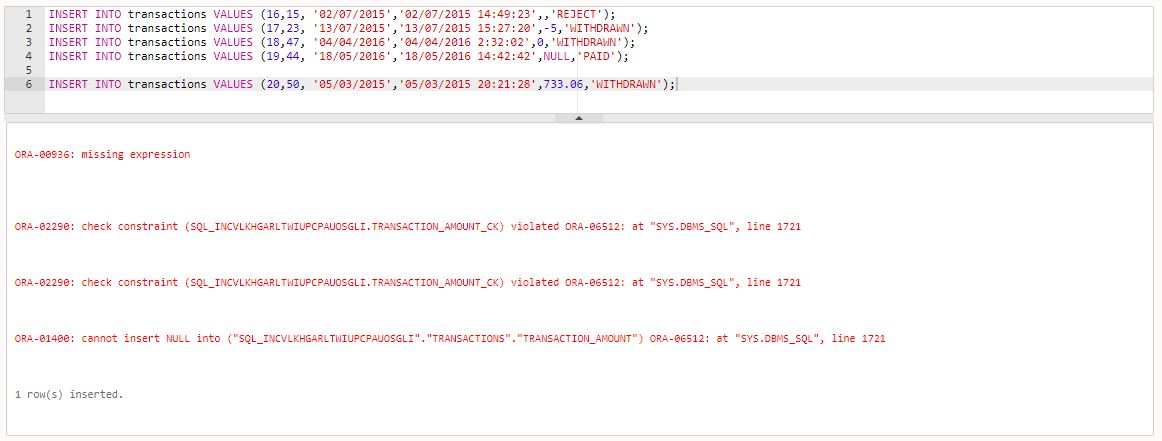 1 INSERT INTO transactions VALUES (16,15, '02/07/2015','02/07/2015 14:49:23',,'REJECT');
2 INSERT INTO transactions VALUES (17,23, '13/07/2015','13/07/2015 15:27:20',-5,'WITHDRAWN');
3 INSERT INTO transactions VALUES (18,47, '04/04/2016','04/04/2016 2:32:02',0,'WITHDRAWN');
4 INSERT INTO transactions VALUES (19,44, '18/05/2016','18/05/2016 14:42:42',NULL,'PAID');
5
6 INSERT INTO transactions VALUES (20,50, '05/03/2015','05/03/2015 20:21:28',733.06,'WITHDRAWN');
ORA-00936: missing expression
ORA-02290: check constraint (SQL_INCVLKHGARLTWIUPCPAUOSGLI.TRANSACTION_AMOUNT_CK) violated ORA-06512: at "SYS.DBMS_SQL", line 1721
ORA-02290: check constraint (SQL_INCVLKHGARLTWIUPCPAUOSGLI.TRANSACTION_AMOUNT_CK) violated ORA-06512: at "SYS.DBMS_SQL", line 1721
ORA-01400: cannot insert NULL into ("SQL_INCVLKHGARLTWIUPCPAUOSGLI"."TRANSACTIONS"."TRANSACTION_AMOUNT") ORA-06512: at "SYS.DBMS_SQL", line 1721
1 row(s) inserted.